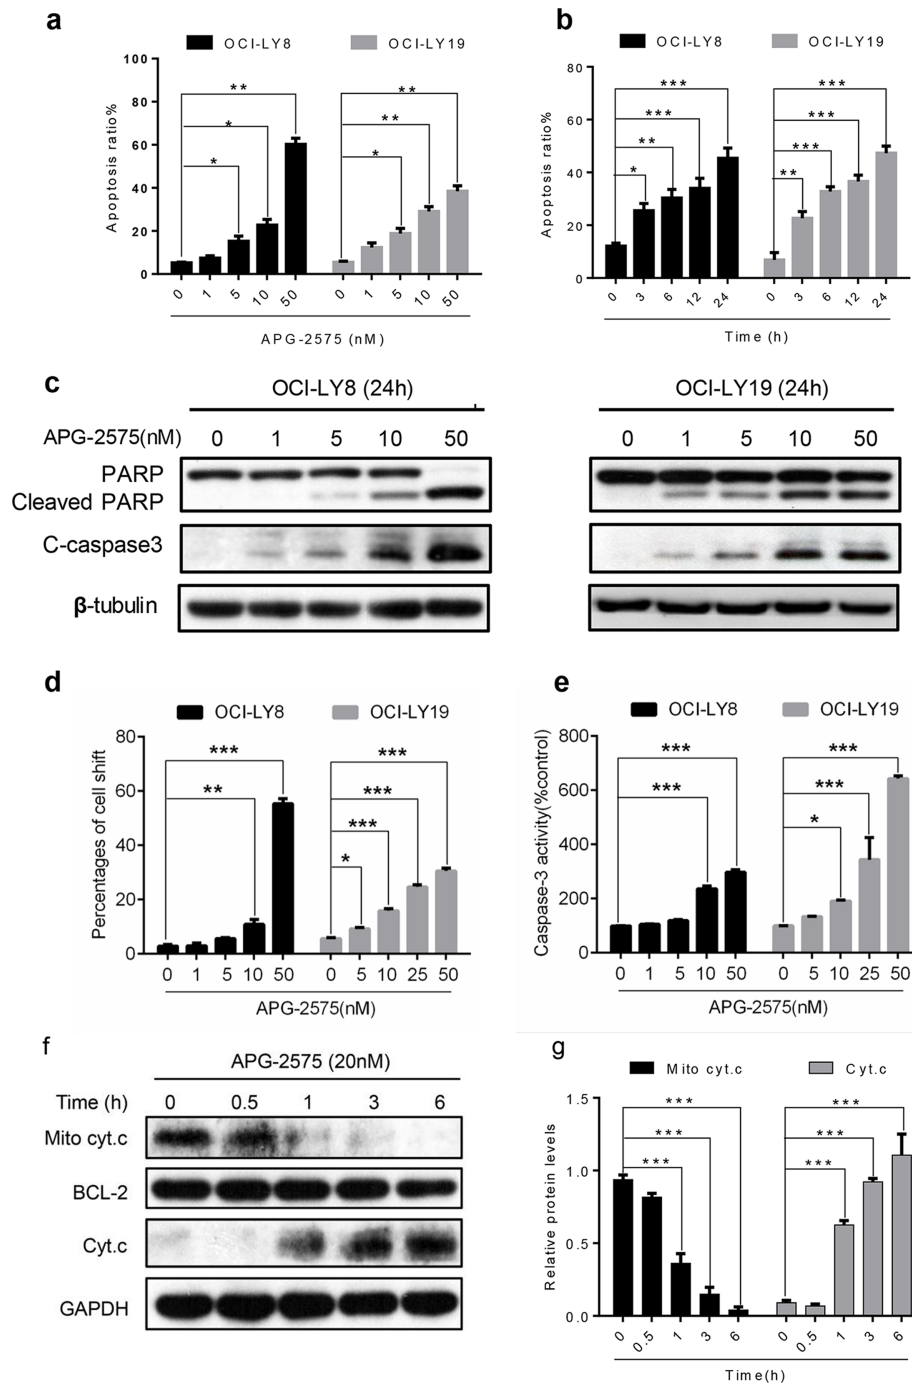 a
OCI-LY8 OCI-LY19
Apoptosis ratio%
100
80
60
40
20
0
** **
* **
* *
0 1 5 10 50 0 1 5 10 50
APG-2575 (nM)
b
OCI-LY8 OCI-LY19
Apoptosis ratio%
80
60
40
20
0
*** ***
*** ***
** ***
* **
0 3 6 12 24 0 3 6 12 24
Time (h)
c
OCI-LY8 (24h) OCI-LY19 (24h)
APG-2575(nM) 0 1 5 10 50 0 1 5 10 50
PARP
Cleaved PARP
C-caspase3
β-tubulin
d
OCI-LY8 OCI-LY19
Percentages of cell shift
80
60
40
20
0
*** ***
** ***
***
*
0 1 5 10 50 0 5 10 25 50
APG-2575(nM)
e
OCI-LY8 OCI-LY19
Caspase-3 activity(%control)
800
600
400
200
0
*** ***
*** ***
*
0 1 5 10 50 0 5 10 25 50
APG-2575(nM)
f
APG-2575 (20nM)
Time (h) 0 0.5 1 3 6
Mito cyt.c
BCL-2
Cyt.c
GAPDH
g
Mito cyt.c Cyt.c
Relative protein levels
1.5
1.0
0.5
0.0
*** ***
*** ***
*** ***
0 0.5 1 3 6 0 0.5 1 3 6
Time(h)